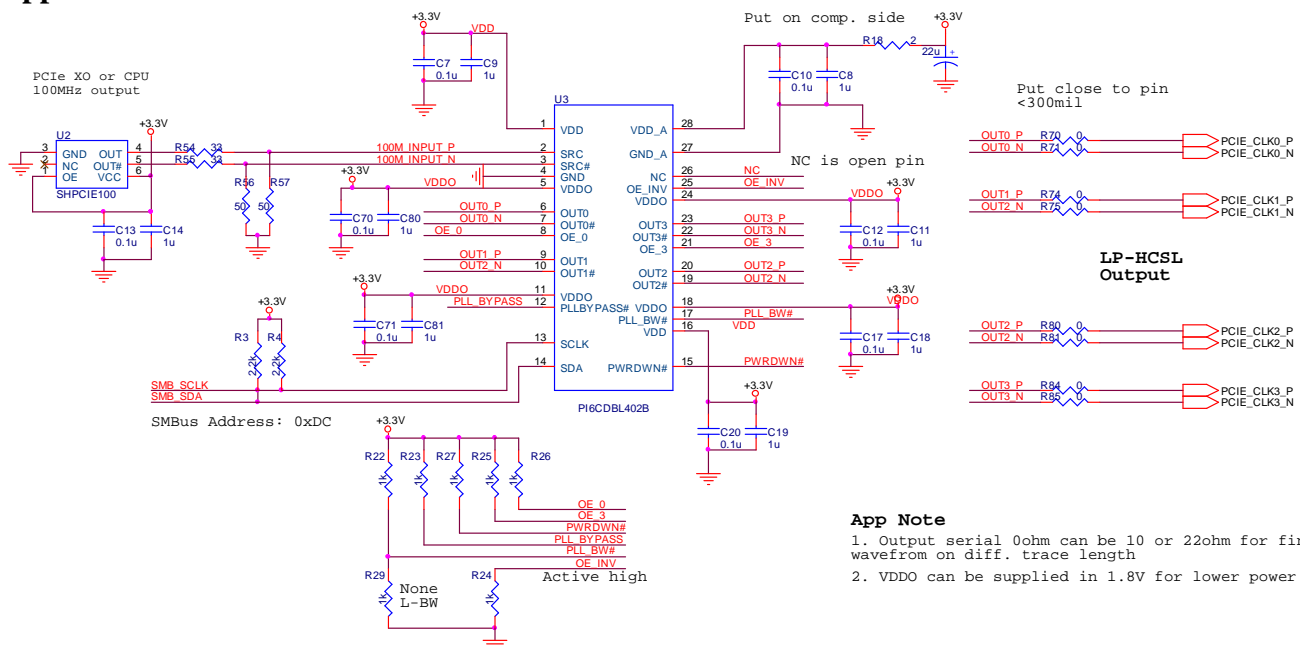 +3.3V
VDD
C7
0.1u
C9
1u
Put on comp. side
+3.3V
R18
2
22u
+
C10
0.1u
C8
1u
PCIe XO or CPU
100MHz output
+3.3V
U2
3 GND OUT 4
2 NC OUT# 5
1 OE VCC 6
SHPCIE100
R54 33
R55 33
R56
50
R57
50
C13
0.1u
C14
1u
100M_INPUT_P
100M_INPUT_N
+3.3V
VDDO
C70
0.1u
C80
1u
OUT0_P
OUT0_N
OE_0
OUT1_P
OUT2_N
VDDO
PLL_BYPASS
+3.3V
C71
0.1u
C81
1u
+3.3V
R3
2.2k
R4
2.2k
SMB_SCLK
SMB_SDA
SMBus Address: 0xDC
U3
1 VDD
2 SRC
3 SRC#
4 GND
5 VDDO
6 OUT0
7 OUT0#
8 OE_0
9 OUT1
10 OUT1#
11 VDDO
12 PLLBYPASS#
13 SCLK
14 SDA
VDD_A 28
GND_A 27
NC 26
OE_INV 25
VDDO 24
OUT3 23
OUT3# 22
OE_3 21
OUT2 20
OUT2# 19
VDDO 18
PLL_BW# 17
VDD 16
PWRDWN# 15
PI6CDBL402B
NC is open pin
NC
OE_INV
VDDO
+3.3V
OUT3_P
OUT3_N
OE_3
C12
0.1u
C11
1u
OUT2_P
OUT2_N
+3.3V
VDDO
PLL_BW#
VDD
C17
0.1u
C18
1u
PWRDWN#
+3.3V
C20
0.1u
C19
1u
Put close to pin
<300mil
OUT0_P R70 0 PCIE_CLK0_P
OUT0_N R71 0 PCIE_CLK0_N
OUT1_P R74 0 PCIE_CLK1_P
OUT2_N R75 0 PCIE_CLK1_N
LP-HCSL
Output
OUT2_P R80 0 PCIE_CLK2_P
OUT2_N R81 0 PCIE_CLK2_N
OUT3_P R84 0 PCIE_CLK3_P
OUT3_N R85 0 PCIE_CLK3_N
+3.3V
R22
1k
R23
1k
R27
1k
R25
1k
R26
1k
OE_0
OE_3
PWRDWN#
PLL_BYPASS
PLL_BW#
OE_INV
R29
1k
None
L-BW
R24
1k
Active high
App Note
1. Output serial 0ohm can be 10 or 22ohm for
wavefrom on diff. trace length
2. VDDO can be supplied in 1.8V for lower power